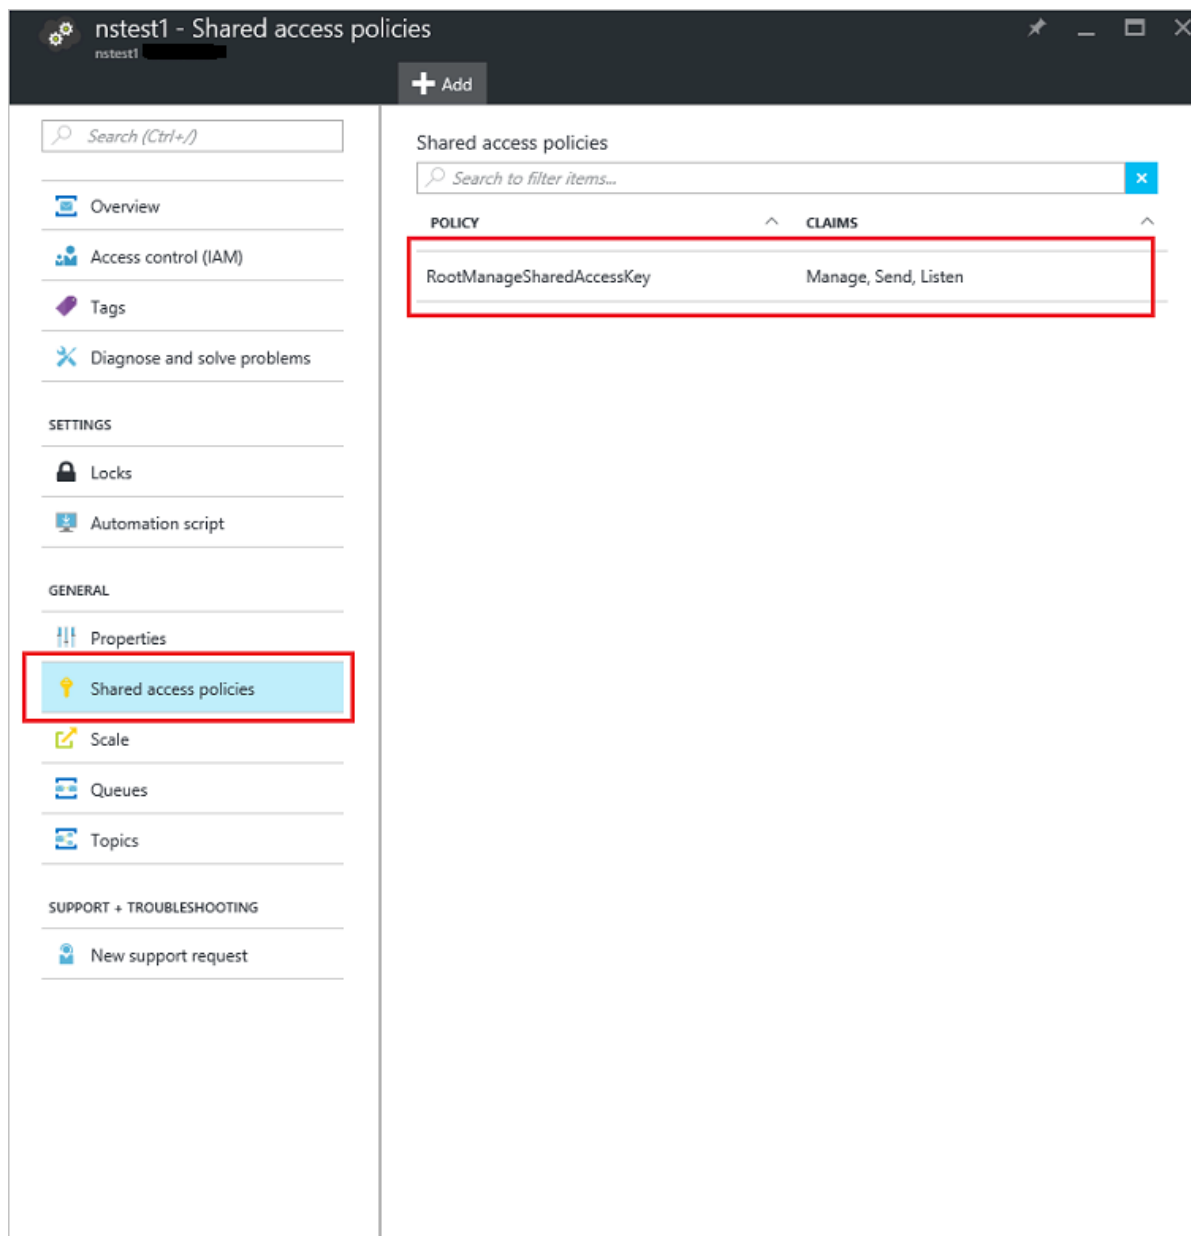 nstest1 - Shared access policies
nstest1
Add
Search (Ctrl+/)
Overview
Access control (IAM)
Tags
Diagnose and solve problems
SETTINGS
Locks
Automation script
GENERAL
Properties
Shared access policies
Scale
Queues
Topics
SUPPORT + TROUBLESHOOTING
New support request
Shared access policies
Search to filter items...
POLICY CLAIMS
RootManageSharedAccessKey Manage, Send, Listen